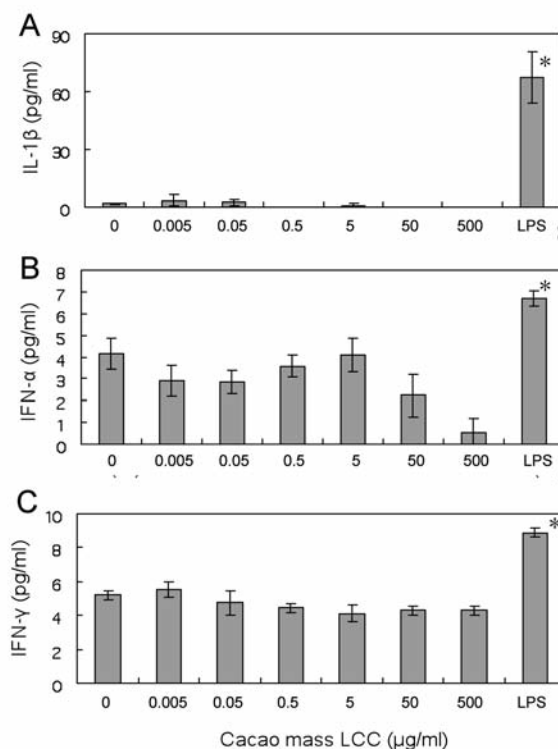 A
90
60
30
0
IL-1β (pg/ml)
*
0 0.005 0.05 0.5 5 50 500 LPS
B
8
7
6
5
4
3
2
1
0
IFN-α (pg/ml)
*
0 0.005 0.05 0.5 5 50 500 LPS
C
10
8
6
4
2
0
IFN-γ (pg/ml)
*
0 0.005 0.05 0.5 5 50 500 LPS
Cacao mass LCC (µg/ml)